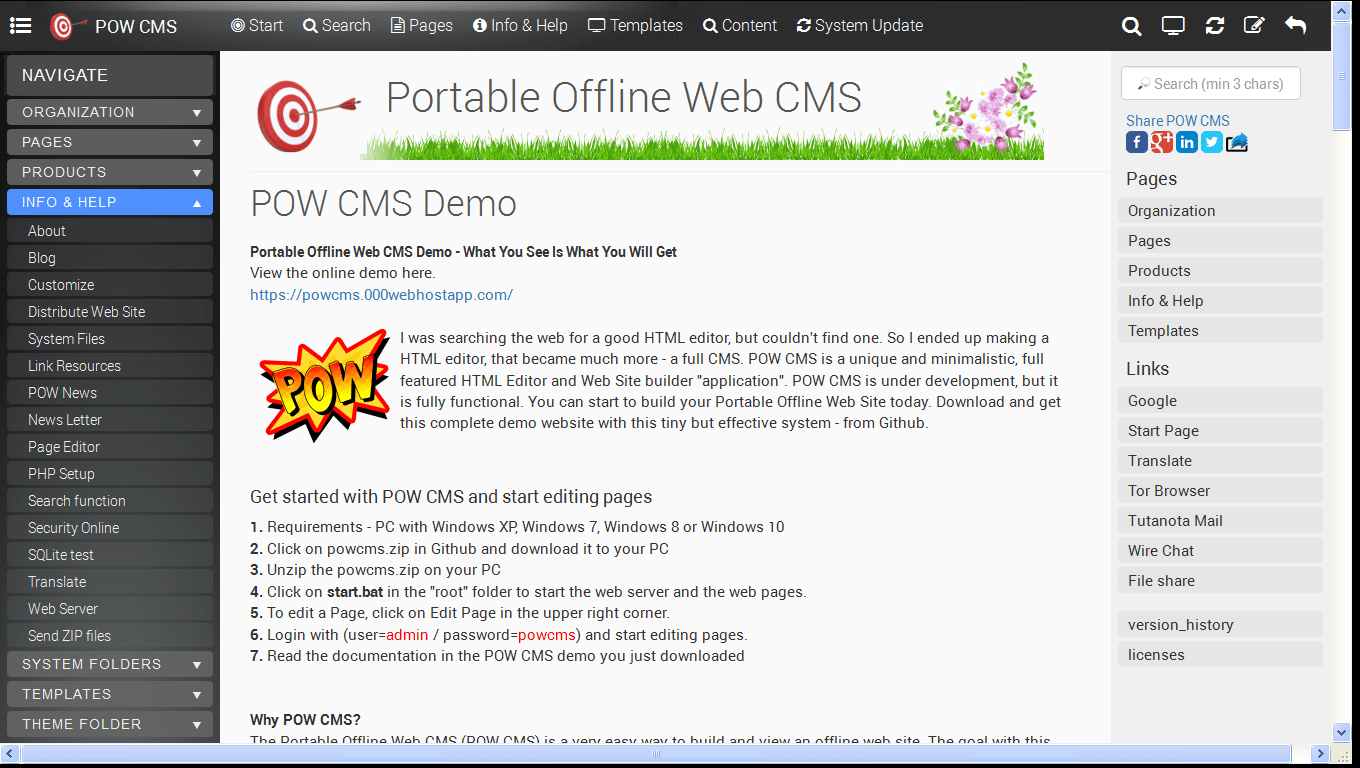 POW CMS
Start
Search
Pages
Info & Help
Templates
Content
System Update
NAVIGATE
ORGANIZATION
PAGES
PRODUCTS
INFO & HELP
About
Blog
Customize
Distribute Web Site
System Files
Link Resources
POW News
News Letter
Page Editor
PHP Setup
Search function
Security Online
SQLite test
Translate
Web Server
Send ZIP files
SYSTEM FOLDERS
TEMPLATES
THEME FOLDER
Portable Offline Web CMS
POW CMS Demo
Portable Offline Web CMS Demo - What You See Is What You Will Get
View the online demo here.
https://powcms.000webhostapp.com/
POW
I was searching the web for a good HTML editor, but couldn't find one. So I ended up making a
HTML editor, that became much more - a full CMS. POW CMS is a unique and minimalistic, full
featured HTML Editor and Web Site builder "application". POW CMS is under development, but it
is fully functional. You can start to build your Portable Offline Web Site today. Download and get
this complete demo website with this tiny but effective system - from Github.
Get started with POW CMS and start editing pages
1. Requirements - PC with Windows XP, Windows 7, Windows 8 or Windows 10
2. Click on powcms.zip in Github and download it to your PC
3. Unzip the powcms.zip on your PC
4. Click on start.bat in the "root" folder to start the web server and the web pages.
5. To edit a Page, click on Edit Page in the upper right corner.
6. Login with (user=admin / password=powcms) and start editing pages.
7. Read the documentation in the POW CMS demo you just downloaded
Why POW CMS?
The Portable Offline Web CMS (POW CMS) is a very easy way to build and view an offline web site. The goal with this
Search (min 3 chars)
Share POW CMS
Pages
Organization
Pages
Products
Info & Help
Templates
Links
Google
Start Page
Translate
Tor Browser
Tutanota Mail
Wire Chat
File share
version_history
licenses